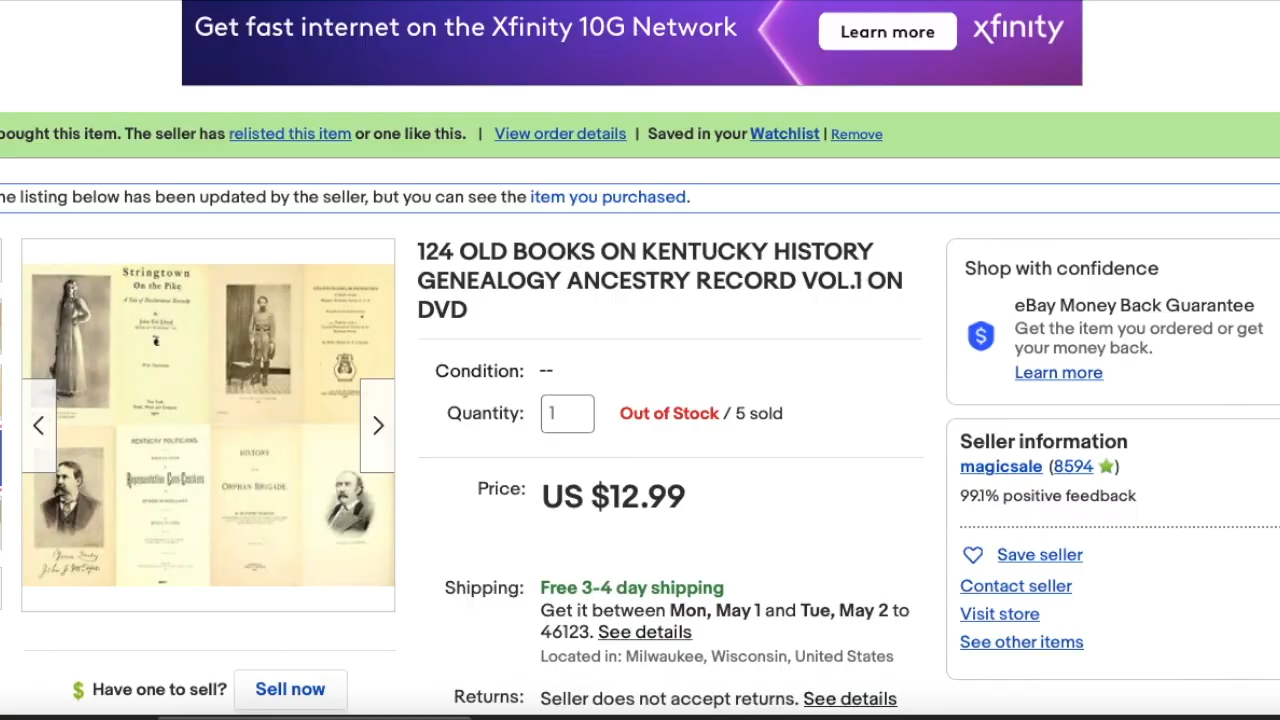 Get fast internet on the Xfinity 10G Network
Learn more
xfinity
bought this item. The seller has relisted this item or one like this. | View order details | Saved in your Watchlist | Remove
he listing below has been updated by the seller, but you can see the item you purchased.
Stringtown
On the Pike
KENTUCKY POLITICIANS.
Representative Corn-Crackers
HISTORY
ORPHAN BRIGADE.
124 OLD BOOKS ON KENTUCKY HISTORY
GENEALOGY ANCESTRY RECORD VOL.1 ON
DVD
Condition: --
Quantity: 1 Out of Stock / 5 sold
Price: US $12.99
Shipping: Free 3-4 day shipping
Get it between Mon, May 1 and Tue, May 2 to
46123. See details
Located in: Milwaukee, Wisconsin, United States
Returns: Seller does not accept returns. See details
$ Have one to sell? Sell now
Shop with confidence
eBay Money Back Guarantee
$ Get the item you ordered or get
your money back.
Learn more
Seller information
magicsale (8594)
99.1% positive feedback
Save seller
Contact seller
Visit store
See other items